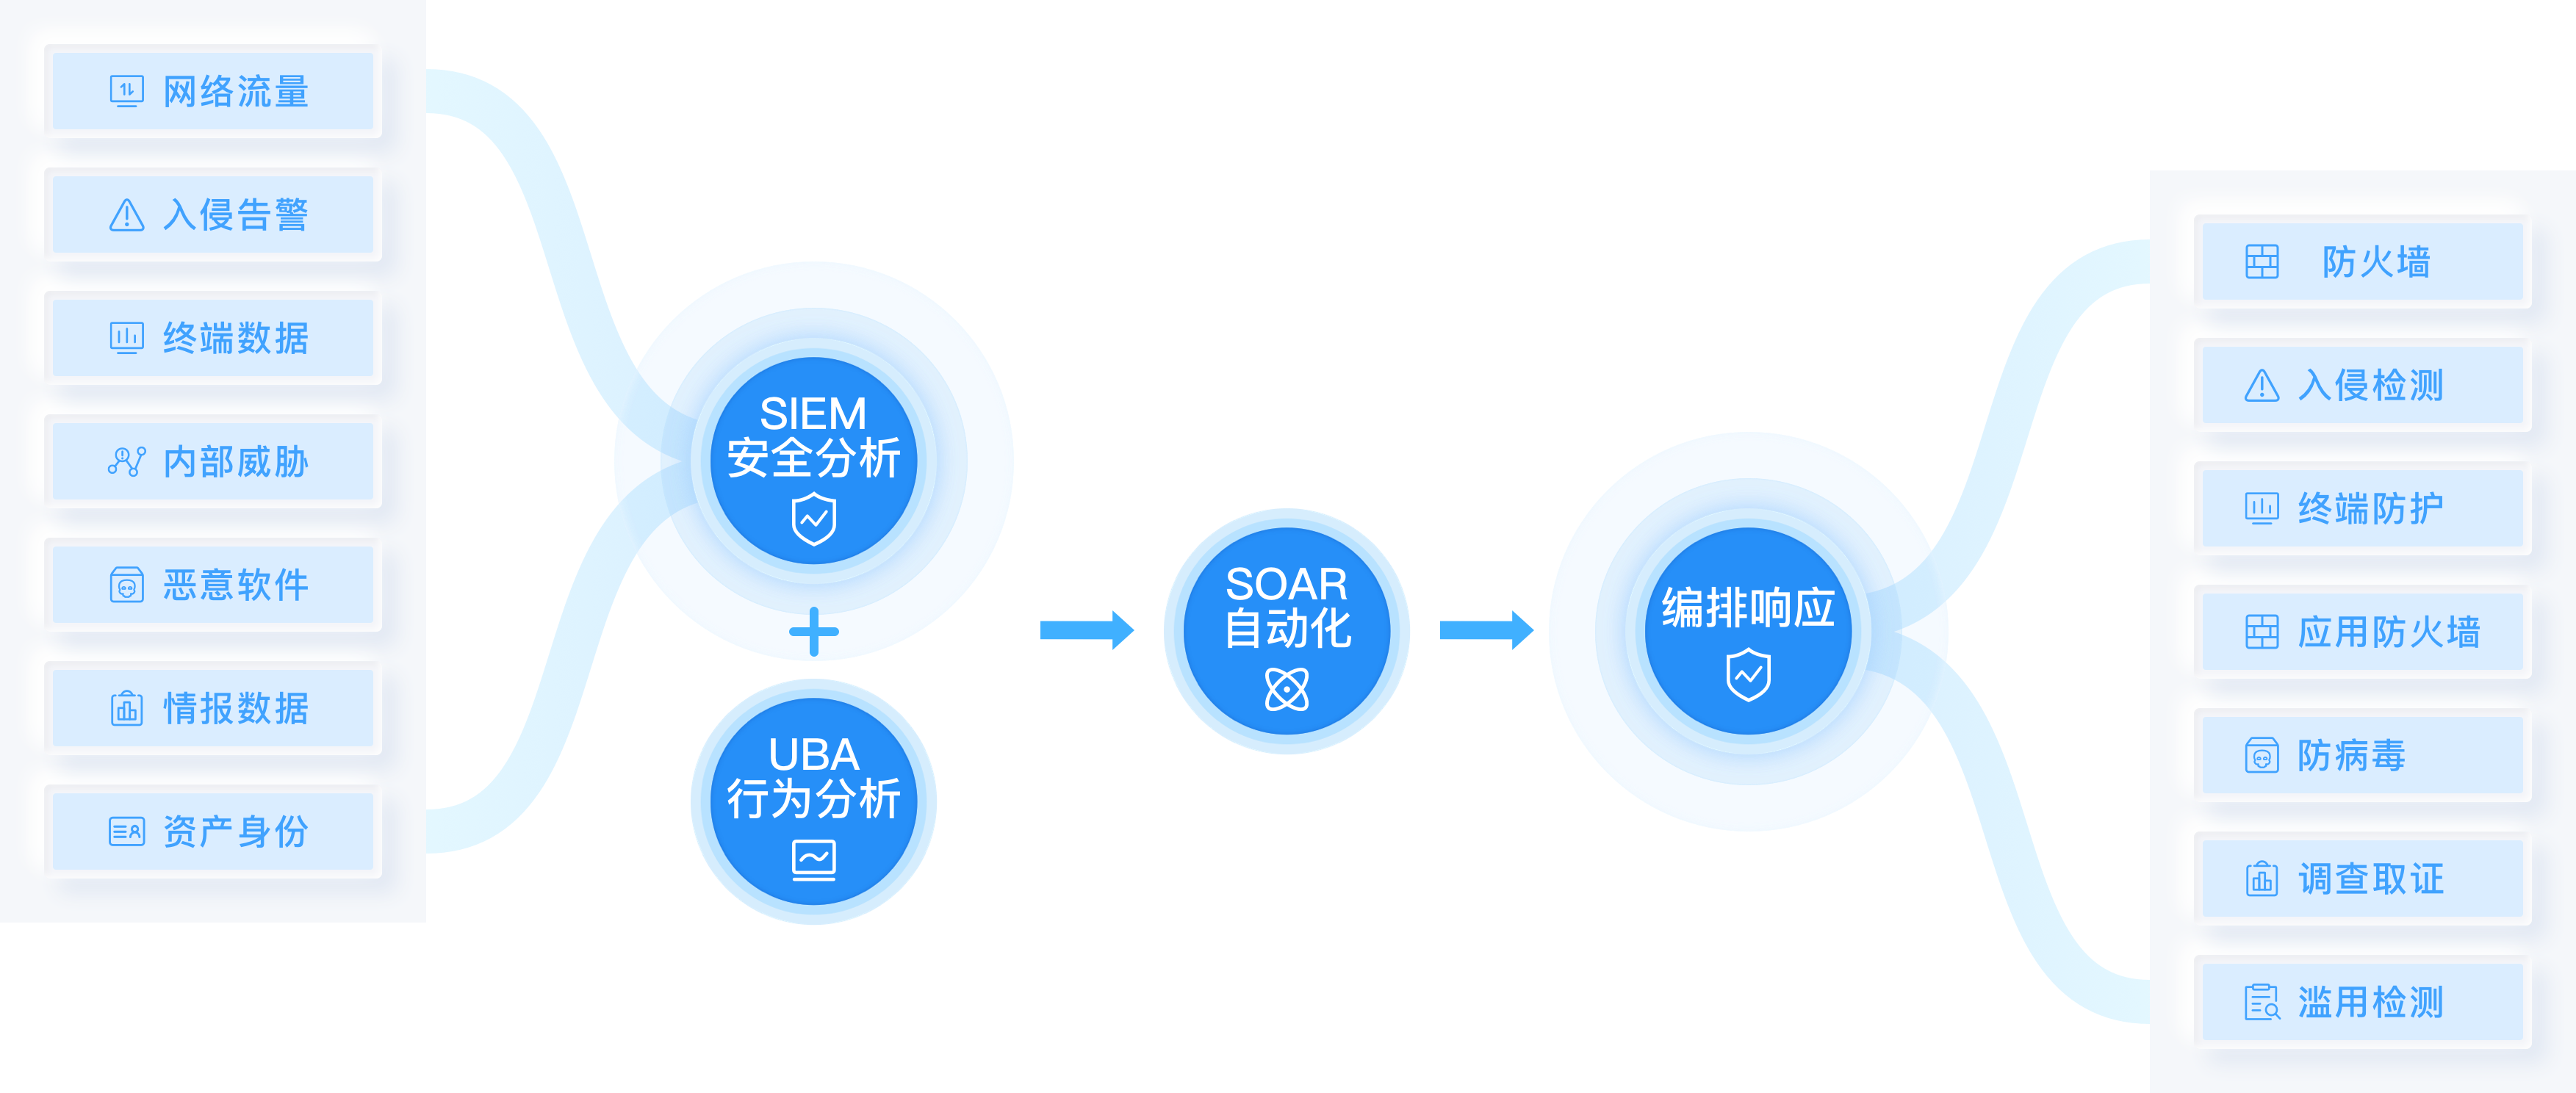 网络流量
入侵告警
终端数据
内部威胁
恶意软件
情报数据
资产身份
SIEM
安全分析
UBA
行为分析
SOAR
自动化
编排响应
防火墙
入侵检测
终端防护
应用防火墙
防病毒
调查取证
滥用检测